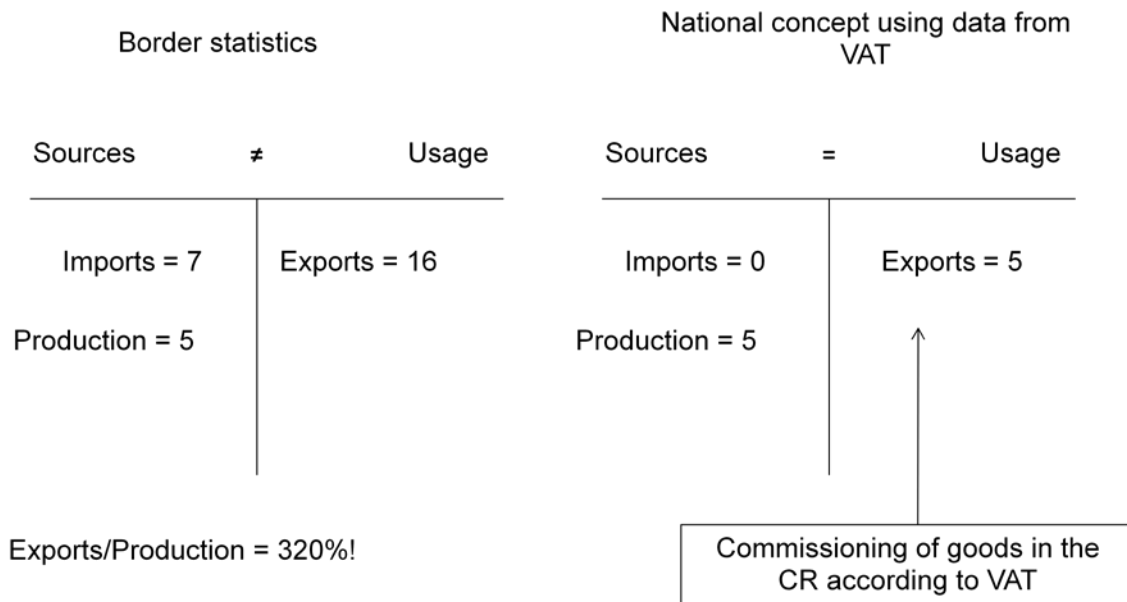 Border statistics
Sources ≠ Usage
Imports = 7 Exports = 16
Production = 5
Exports/Production = 320%!
National concept using data from
VAT
Sources = Usage
Imports = 0 Exports = 5
Production = 5
Commissioning of goods in the
CR according to VAT